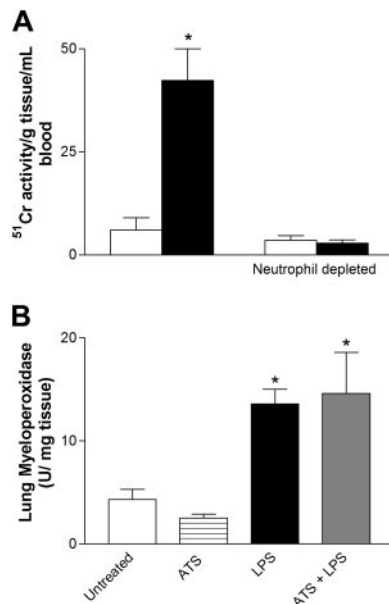 A
50
25
0
⁵¹Cr activity/g tissue/mL
blood
*
Neutrophil depleted
B
20
10
0
Lung Myeloperoxidase
(U/ mg tissue)
*
*
Untreated
ATS
LPS
ATS + LPS